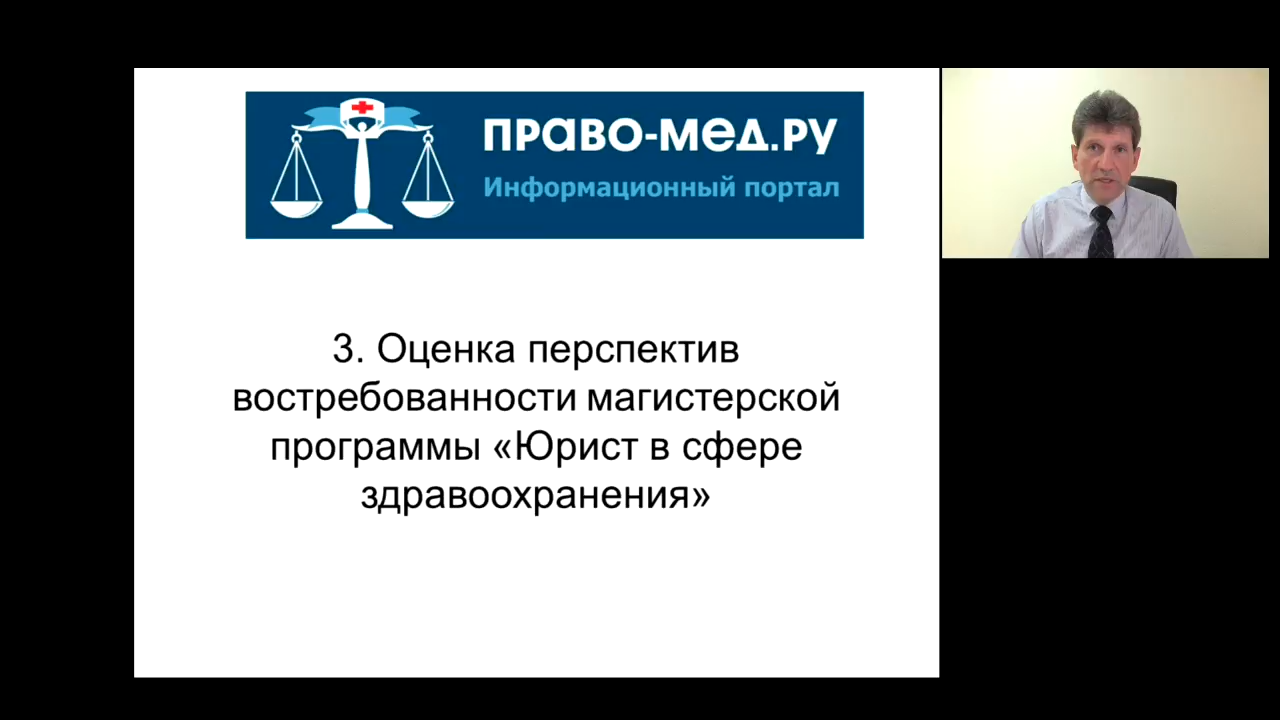 ПРАВО-МЕД.РУ
Информационный портал
3. Оценка перспектив
востребованности магистерской
программы «Юрист в сфере
здравоохранения»